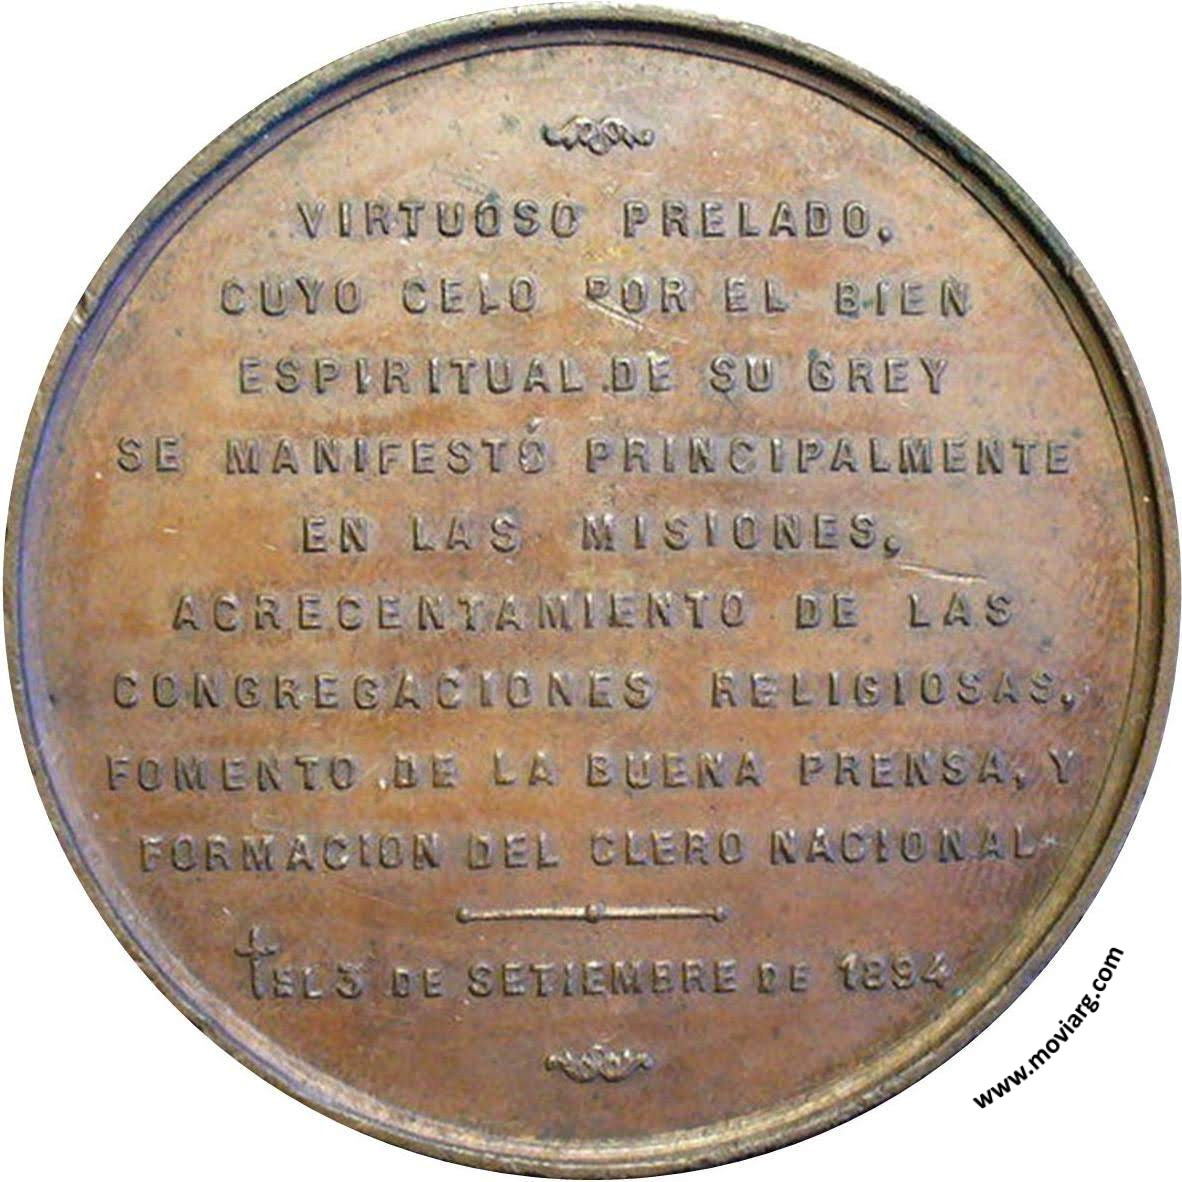 VIRTUOSO PRELADO,
CUYO CELO POR EL BIEN
ESPIRITUAL DE SU GREY
SE MANIFESTÓ PRINCIPALMENTE
EN LAS MISIONES,
ACRECENTAMIENTO DE LAS
CONGREGACIONES RELIGIOSAS,
FOMENTO DE LA BUENA PRENSA, Y
FORMACION DEL CLERO NACIONAL
† EL 3 DE SETIEMBRE DE 1894
www.moviarg.com